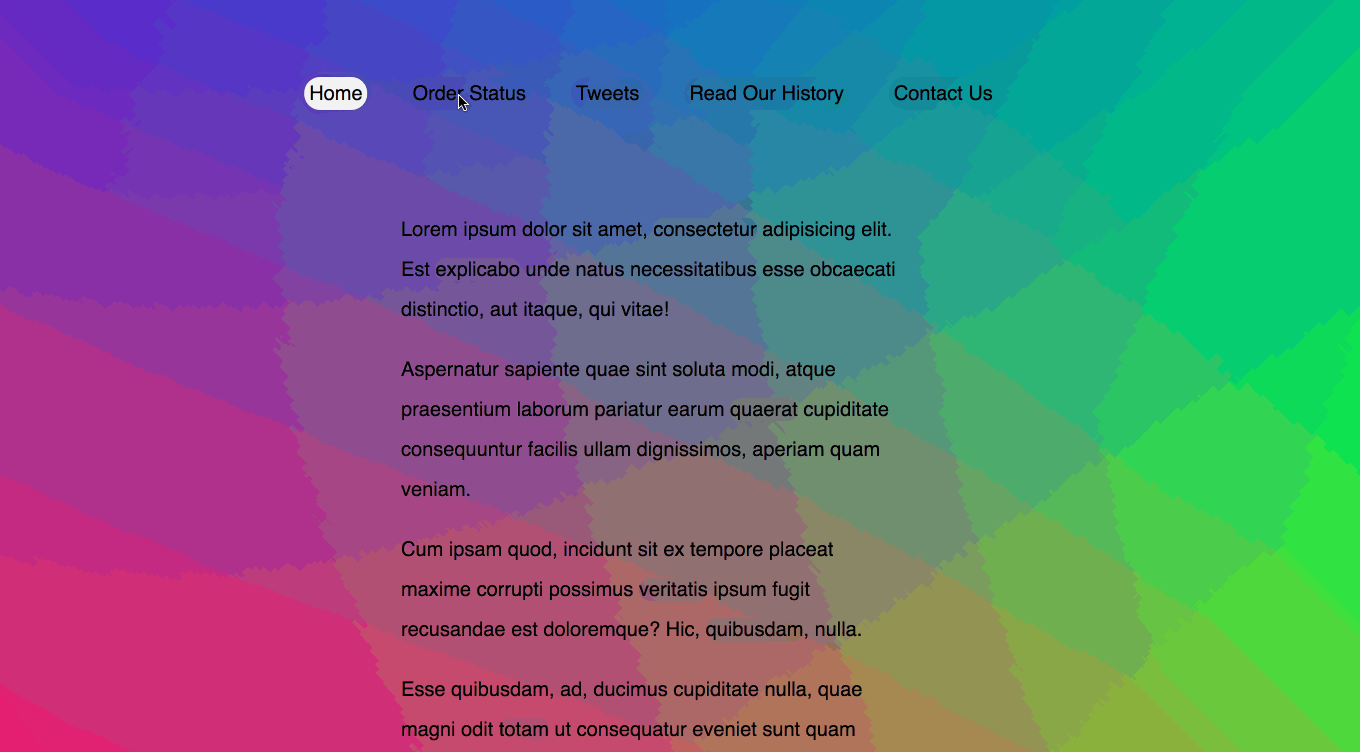 Home Order Status Tweets Read Our History Contact Us
Lorem ipsum dolor sit amet, consectetur adipisicing elit.
Est explicabo unde natus necessitatibus esse obcaecati
distinctio, aut itaque, qui vitae!
Aspernatur sapiente quae sint soluta modi, atque
praesentium laborum pariatur earum quaerat cupiditate
consequuntur facilis ullam dignissimos, aperiam quam
veniam.
Cum ipsam quod, incidunt sit ex tempore placeat
maxime corrupti possimus veritatis ipsum fugit
recusandae est doloremque? Hic, quibusdam, nulla.
Esse quibusdam, ad, ducimus cupiditate nulla, quae
magni odit totam ut consequatur eveniet sunt quam